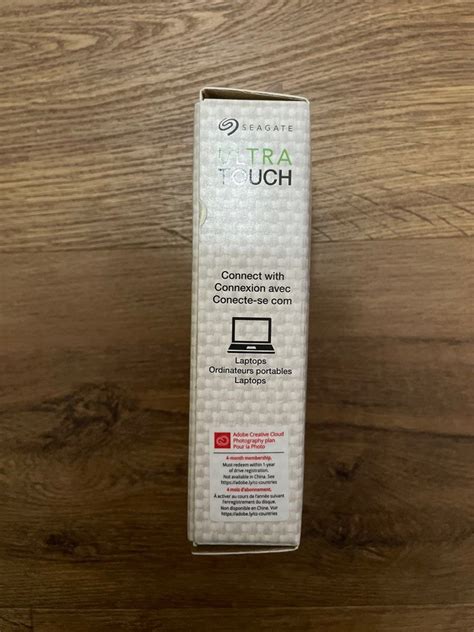 SEAGATE
ULTRA
TOUCH
Connect with
Connexion avec
Conecte-se com
Laptops
Ordinateurs portables
Laptops
Adobe Creative Cloud
Photography plan
Pour la Photo
4-month membership.
Must redeem within 1 year
of drive registration.
Not available in China. See
https://adobe.ly/cc-countries
4 mois d'abonnement.
À activer au cours de l'année suivant
l'enregistrement du disque.
Non disponible en Chine. Voir
https://adobe.ly/cc-countries